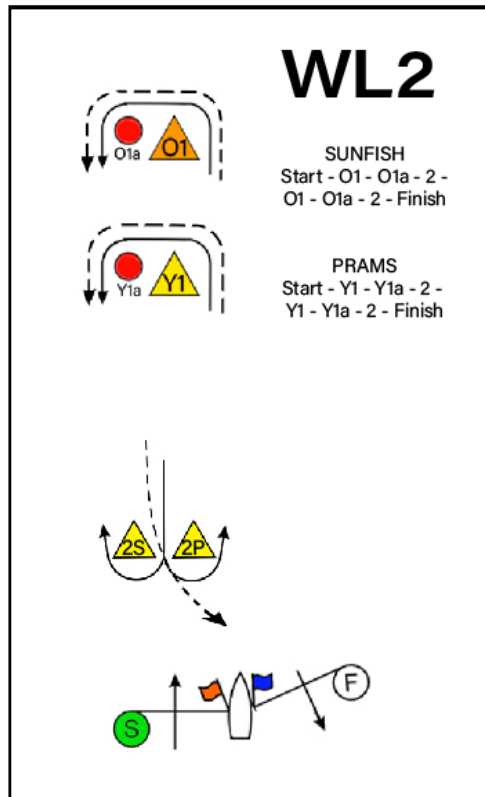 WL2
O1
O1a
SUNFISH
Start - O1 - O1a - 2 -
O1 - O1a - 2 - Finish
Y1
Y1a
PRAMS
Start - Y1 - Y1a - 2 -
Y1 - Y1a - 2 - Finish
2S
2P
F
S